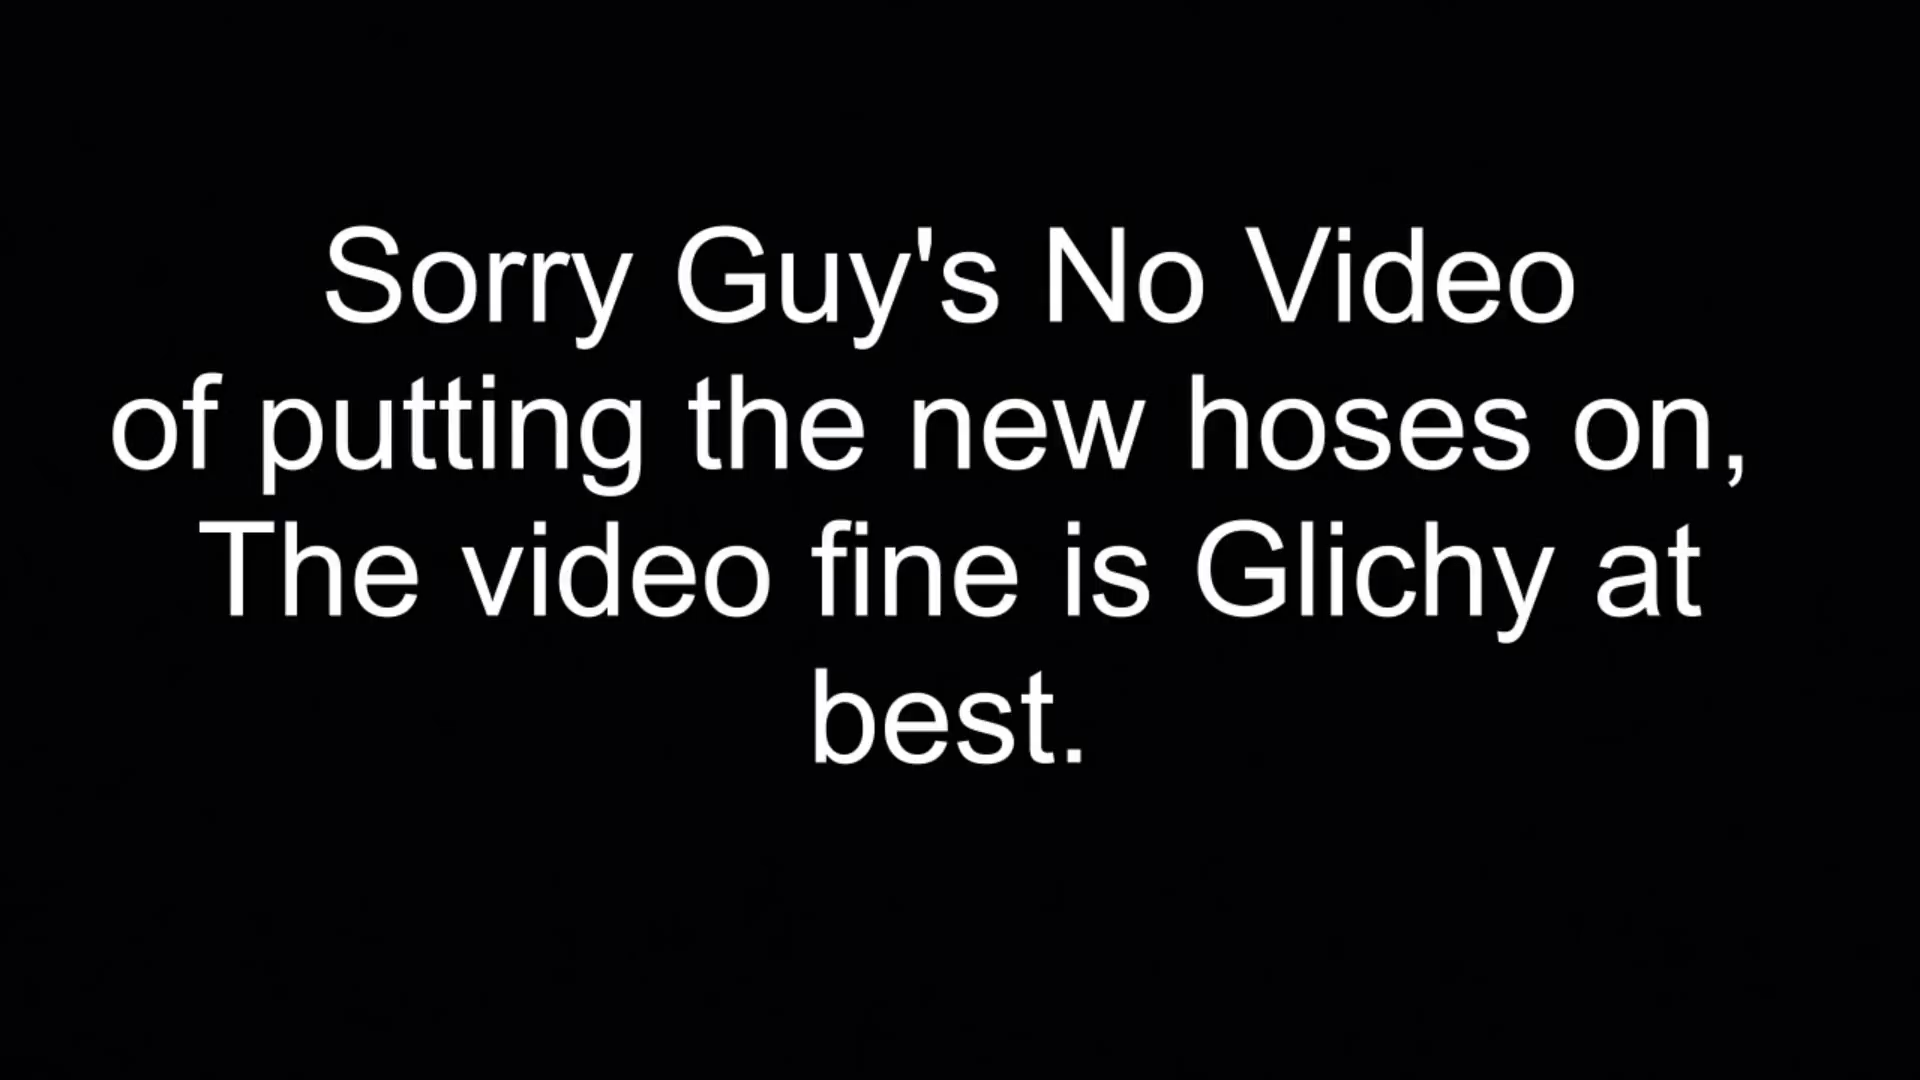 Sorry Guy's No Video
of putting the new hoses on,
The video fine is Glichy at
best.